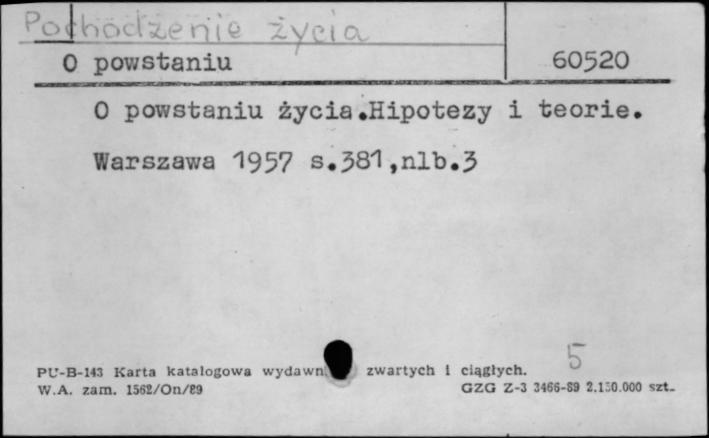 Pochodzenie życia
O powstaniu 60520
O powstaniu życia.Hipotezy i teorie.
Warszawa 1957 s.381,nlb.3
5
PU-B-143 Karta katalogowa wydawn zwartych i ciągłych.
W.A. zam. 1562/On/89 GZG Z-3 3466-89 2.150.000 szt.